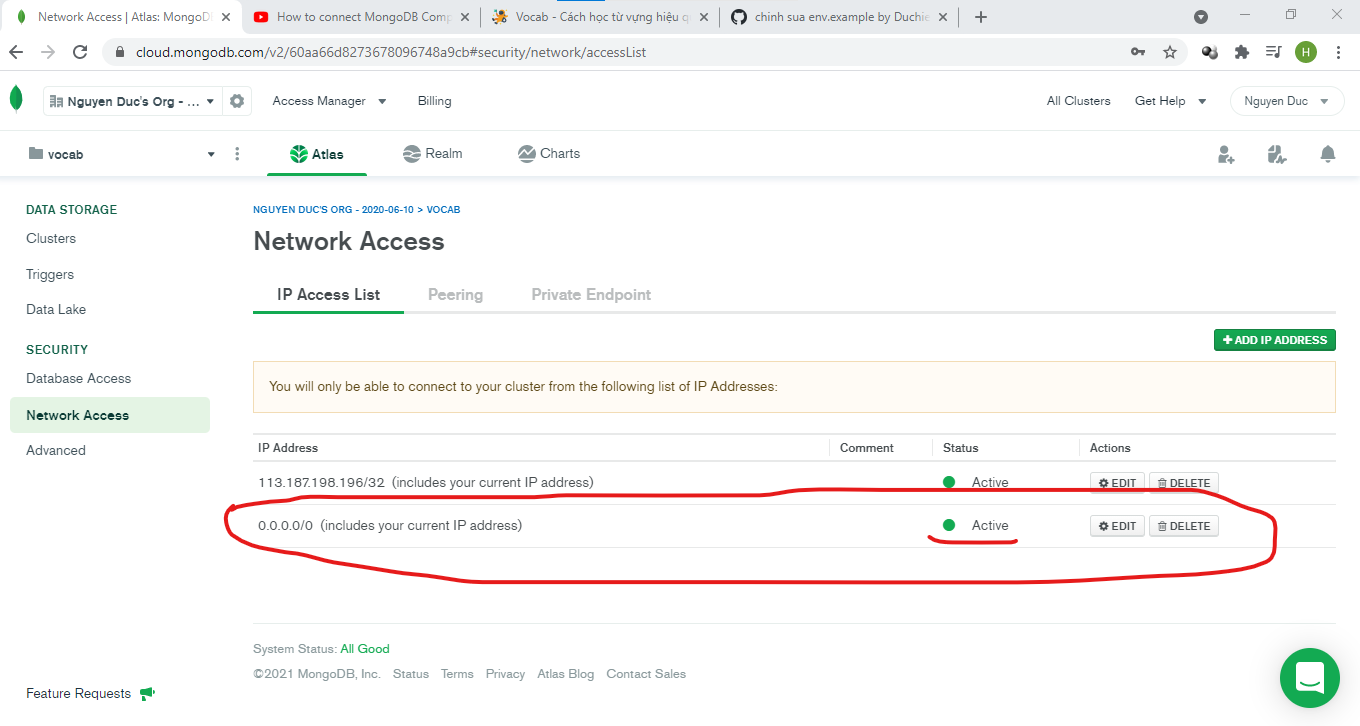 Network Access | Atlas: MongoD
How to connect MongoDB Comp
Vocab - Cách học từ vựng hiệu q
chinh sua env.example by Duchie
cloud.mongodb.com/v2/60aa66d8273678096748a9cb#security/network/accessList
H
Nguyen Duc's Org - ...
Access Manager
Billing
All Clusters
Get Help
Nguyen Duc
vocab
Atlas
Realm
Charts
DATA STORAGE
Clusters
Triggers
Data Lake
SECURITY
Database Access
Network Access
Advanced
Feature Requests
NGUYEN DUC'S ORG - 2020-06-10 > VOCAB
Network Access
IP Access List
Peering
Private Endpoint
ADD IP ADDRESS
You will only be able to connect to your cluster from the following list of IP Addresses:
IP Address Comment Status Actions
113.187.198.196/32 (includes your current IP address) Active EDIT DELETE
0.0.0.0/0 (includes your current IP address) Active EDIT DELETE
System Status: All Good
©2021 MongoDB, Inc. Status Terms Privacy Atlas Blog Contact Sales